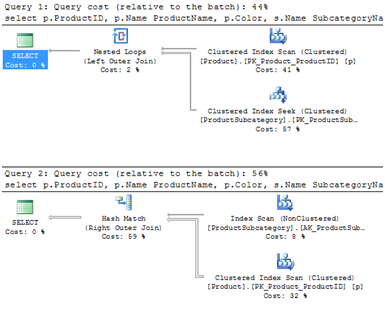 Query 1: Query cost (relative to the batch): 44%
select p.ProductID, p.Name ProductName, p.Color, s.Name SubcategoryNa
SELECT
Cost: 0 %
Nested Loops
(Left Outer Join)
Cost: 2 %
Clustered Index Scan (Clustered)
[Product].[PK_Product_ProductID] [p]
Cost: 41 %
Clustered Index Seek (Clustered)
[ProductSubcategory].[PK_ProductSub…
Cost: 57 %
Query 2: Query cost (relative to the batch): 56%
select p.ProductID, p.Name ProductName, p.Color, s.Name SubcategoryNa
SELECT
Cost: 0 %
Hash Match
(Right Outer Join)
Cost: 59 %
Index Scan (NonClustered)
[ProductSubcategory].[AK_ProductSub…
Cost: 8 %
Clustered Index Scan (Clustered)
[Product].[PK_Product_ProductID] [p]
Cost: 32 %